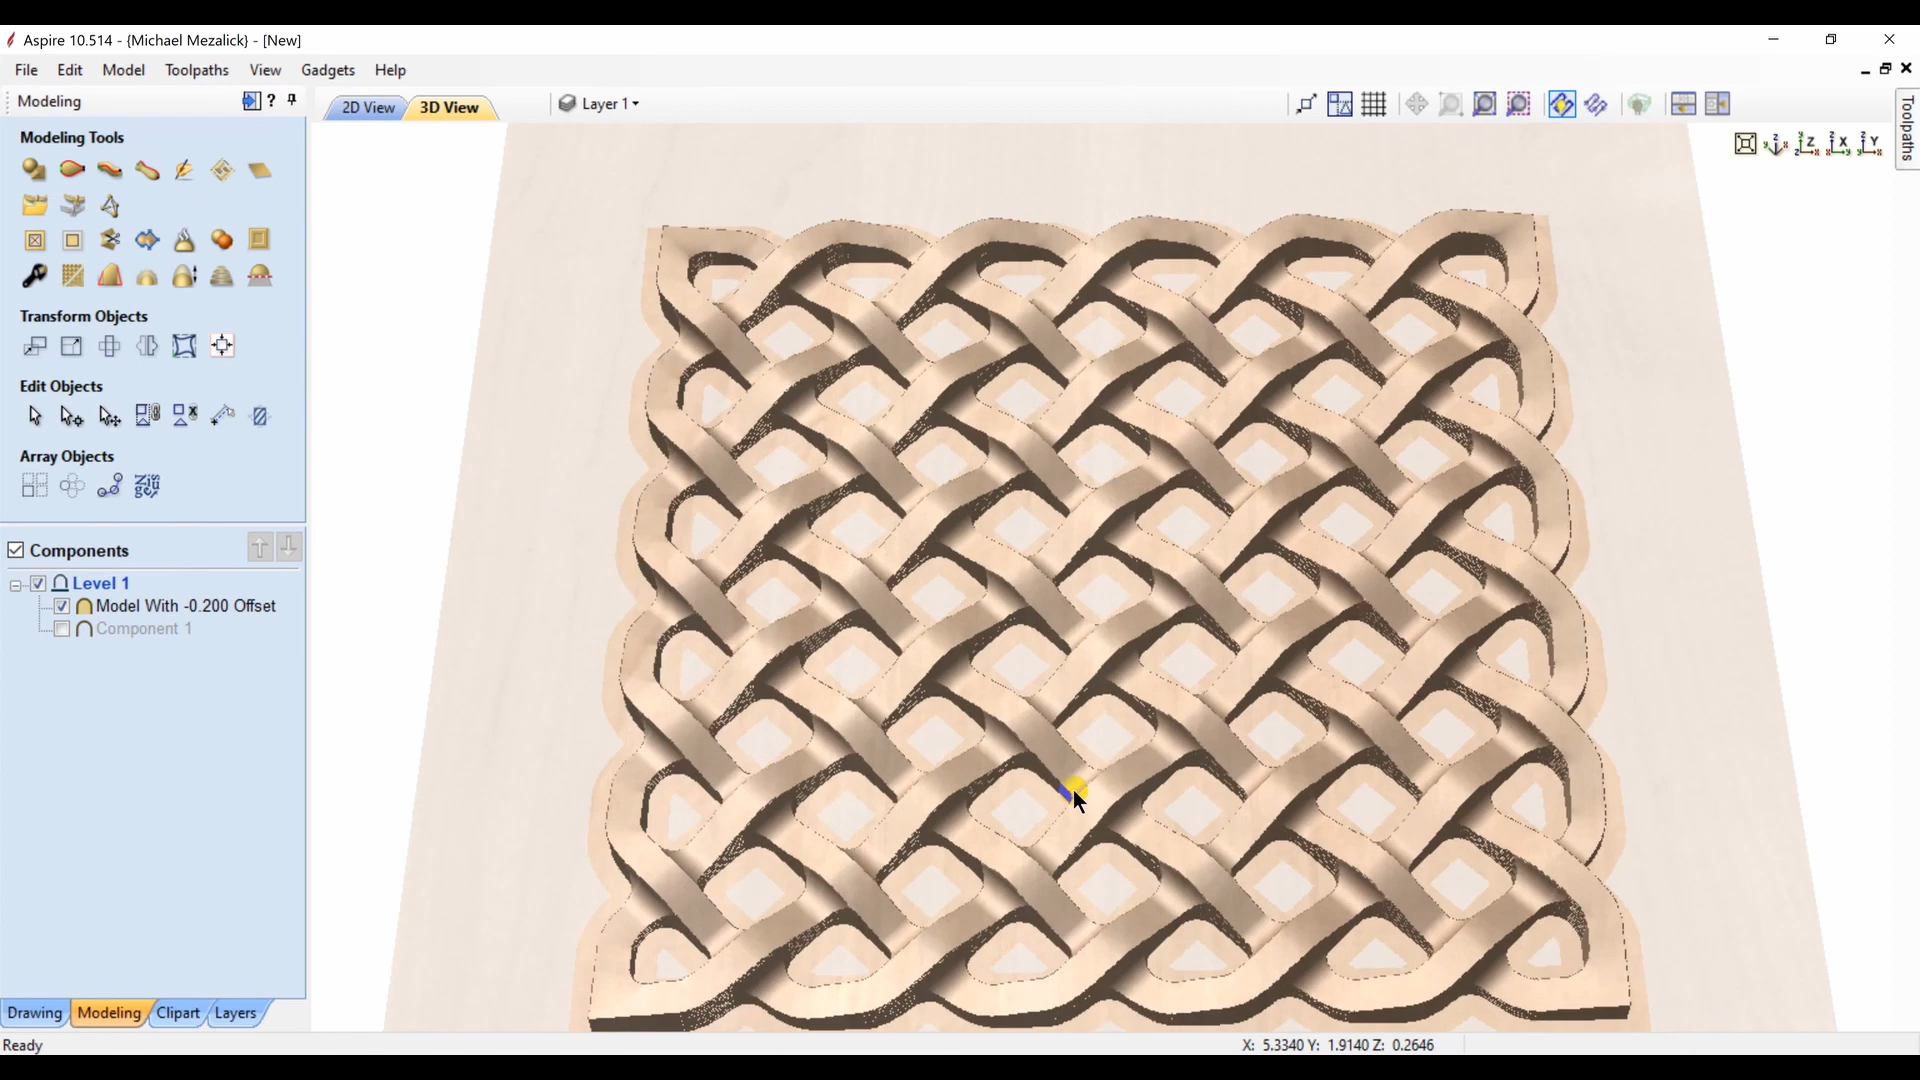 Aspire 10.514 - {Michael Mezalick} - [New]
File Edit Model Toolpaths View Gadgets Help
Modeling ?
2D View 3D View Layer 1
Modeling Tools
Toolpaths
Transform Objects
Edit Objects
Array Objects
Components
Level 1
Model With -0.200 Offset
Component 1
Drawing Modeling Clipart Layers
Ready X: 5.3340 Y: 1.9140 Z: 0.2646